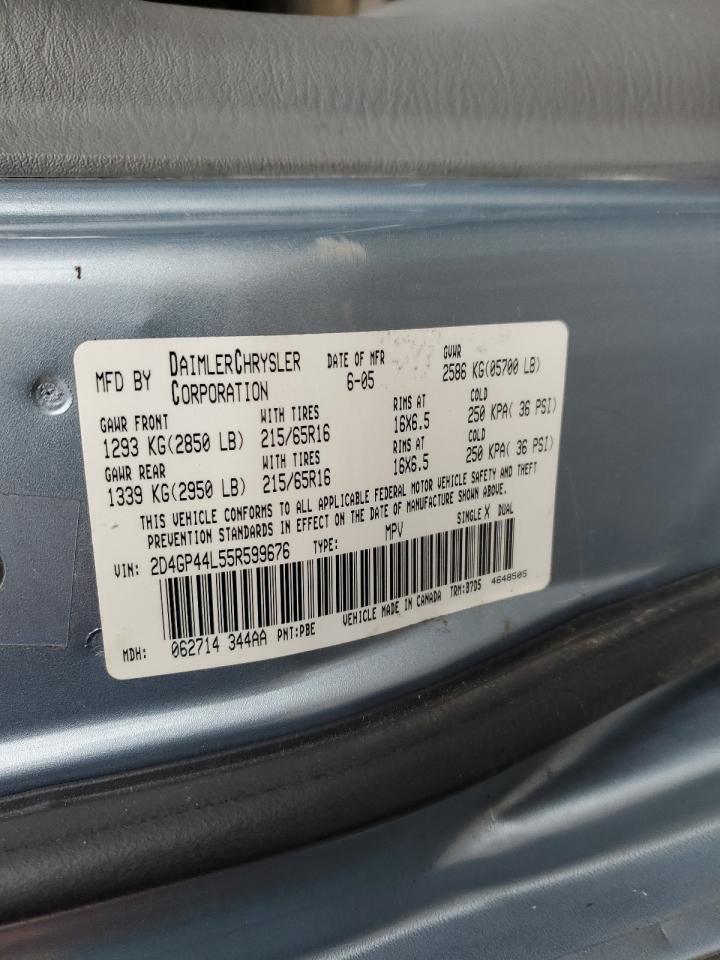 MFD BY DAIMLERCHRYSLER CORPORATION DATE OF MFR 6-05 GVWR 2586 KG(05700 LB)
GAWR FRONT WITH TIRES RIMS AT COLD
1293 KG(2850 LB) 215/65R16 16X6.5 250 KPA( 36 PSI)
GAWR REAR WITH TIRES RIMS AT COLD
1339 KG(2950 LB) 215/65R16 16X6.5 250 KPA( 36 PSI)
THIS VEHICLE CONFORMS TO ALL APPLICABLE FEDERAL MOTOR VEHICLE SAFETY AND THEFT
PREVENTION STANDARDS IN EFFECT ON THE DATE OF MANUFACTURE SHOWN ABOVE.
VIN: 2D4GP44L55R599676 TYPE: MPV SINGLE X DUAL
MDH: 062714 344AA PNT:PBE VEHICLE MADE IN CANADA TRM:B7D5 4648505